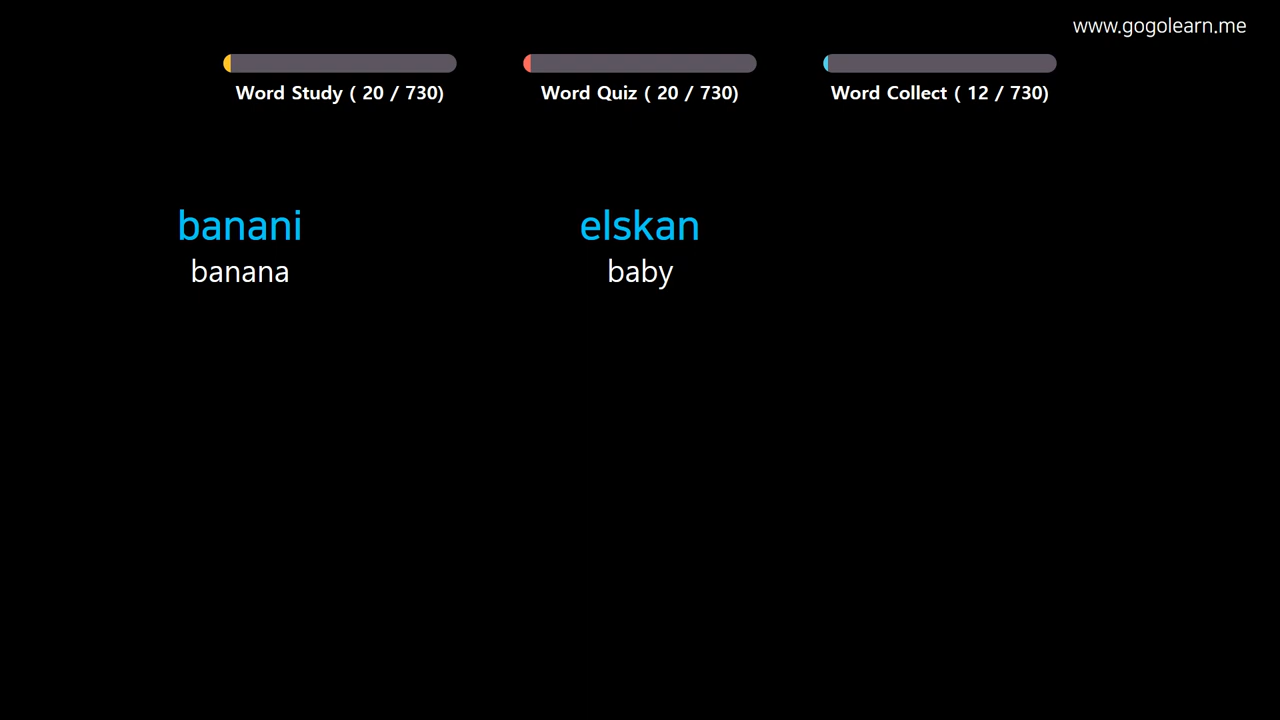 www.gogolearn.me
Word Study ( 20 / 730)
Word Quiz ( 20 / 730)
Word Collect ( 12 / 730)
banani
elskan
banana
baby